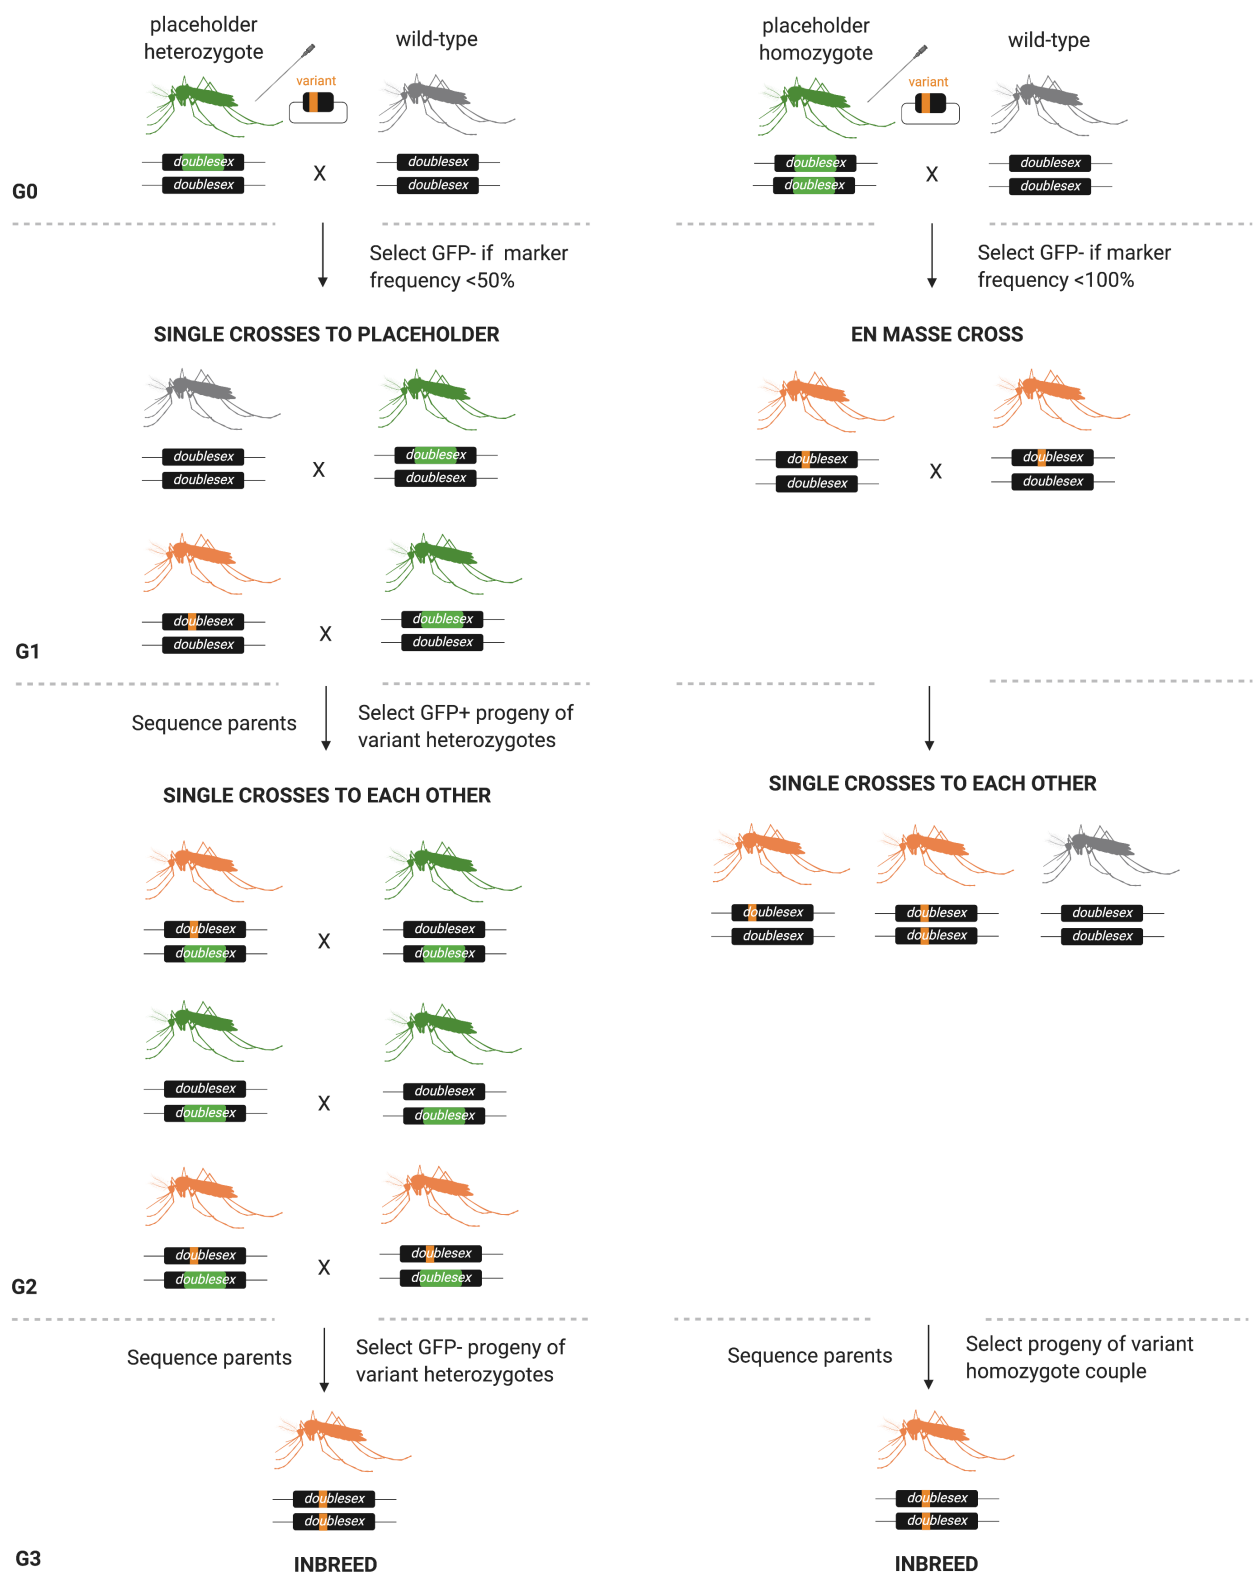 placeholder
heterozygote
wild-type
variant
doublesex
doublesex
X
doublesex
doublesex
placeholder
homozygote
wild-type
variant
doublesex
doublesex
X
doublesex
doublesex
G0
Select GFP- if marker
frequency <50%
Select GFP- if marker
frequency <100%
SINGLE CROSSES TO PLACEHOLDER
EN MASSE CROSS
doublesex
doublesex
X
doublesex
doublesex
doublesex
doublesex
X
doublesex
doublesex
doublesex
doublesex
X
doublesex
doublesex
G1
Sequence parents
Select GFP+ progeny of
variant heterozygotes
SINGLE CROSSES TO EACH OTHER
SINGLE CROSSES TO EACH OTHER
doublesex
doublesex
X
doublesex
doublesex
doublesex
doublesex
doublesex
doublesex
doublesex
doublesex
doublesex
doublesex
X
doublesex
doublesex
doublesex
doublesex
X
doublesex
doublesex
G2
Sequence parents
Select GFP- progeny of
variant heterozygotes
Sequence parents
Select progeny of variant
homozygote couple
doublesex
doublesex
doublesex
doublesex
G3
INBREED
INBREED